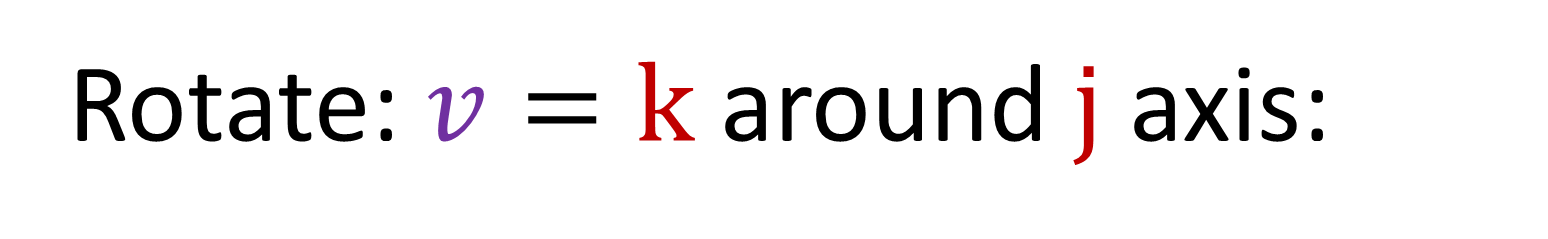 Rotate: v = k around j axis: